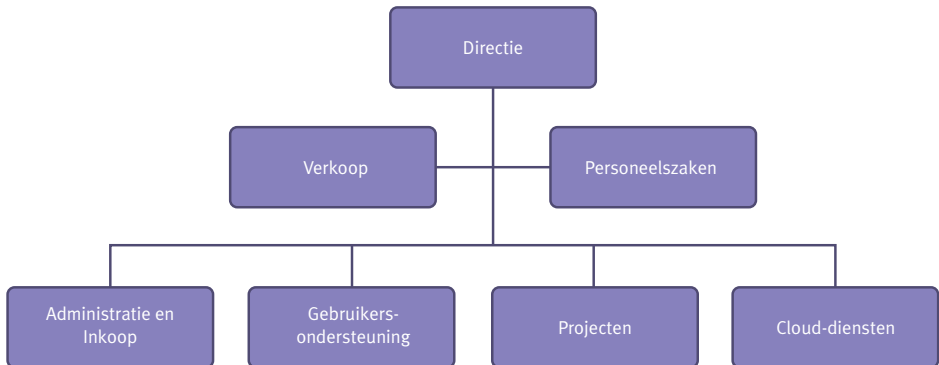 Directie
Verkoop
Personeelszaken
Administratie en
Inkoop
Gebruikers-
ondersteuning
Projecten
Cloud-diensten